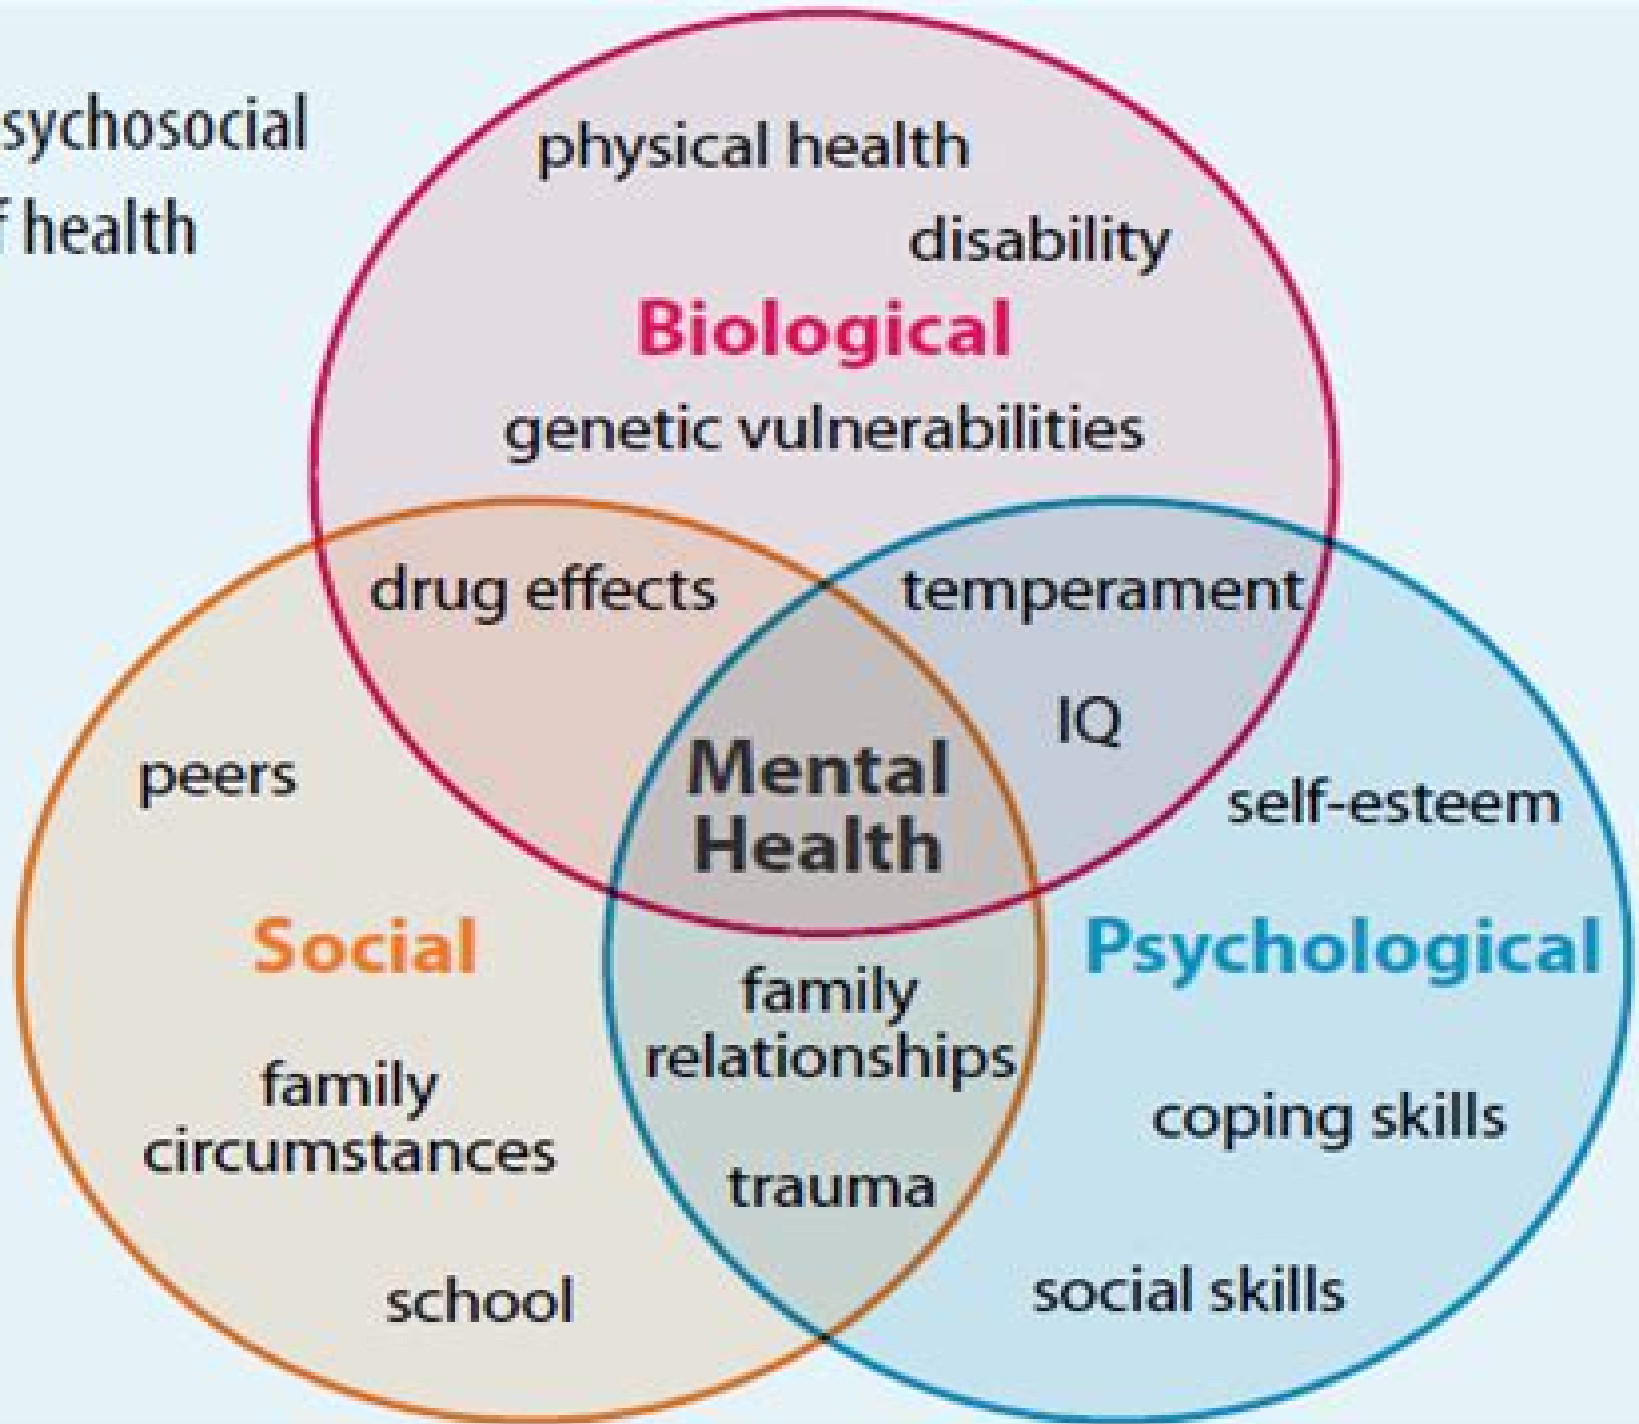 sychosocial
f health
physical health
disability
Biological
genetic vulnerabilities
drug effects
temperament
IQ
peers
Mental
Health
self-esteem
Social
Psychological
family
relationships
family
circumstances
coping skills
trauma
school
social skills